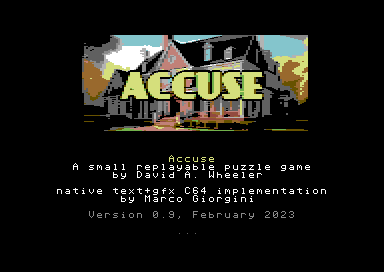 ACCUSE
Accuse
A small replayable puzzle game
by David A. Wheeler
native text+gfx C64 implementation
by Marco Giorgini
Version 0.9, February 2023
...